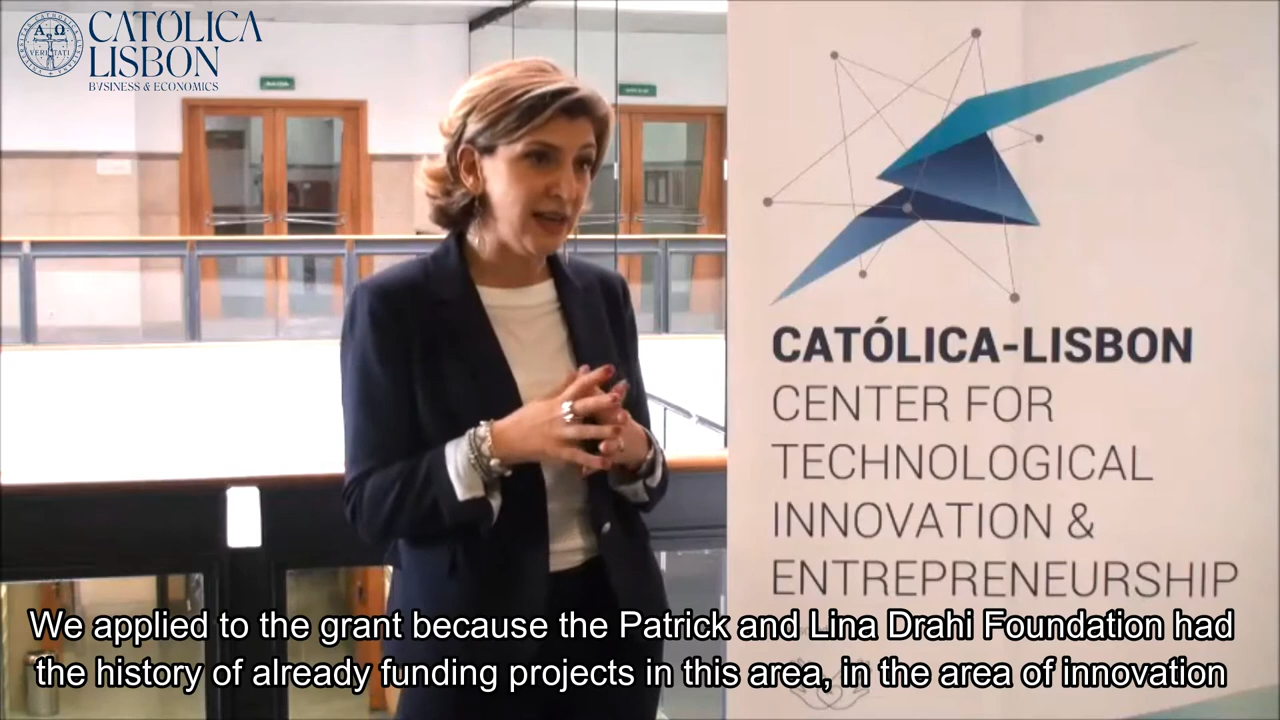 CATÓLICA
LISBON
BUSINESS & ECONOMICS
CATÓLICA-LISBON
CENTER FOR
TECHNOLOGICAL
INNOVATION &
ENTREPRENEURSHIP
We applied to the grant because the Patrick and Lina Drahi Foundation had
the history of already funding projects in this area, in the area of innovation